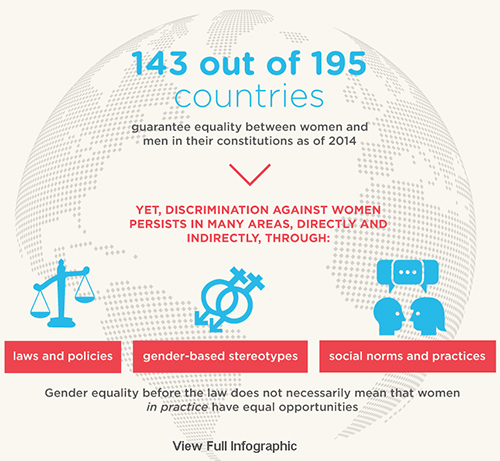 143 out of 195
countries
guarantee equality between women and
men in their constitutions as of 2014
YET, DISCRIMINATION AGAINST WOMEN
PERSISTS IN MANY AREAS, DIRECTLY AND
INDIRECTLY, THROUGH:
laws and policies
gender-based stereotypes
social norms and practices
Gender equality before the law does not necessarily mean that women
in practice have equal opportunities
View Full Infographic